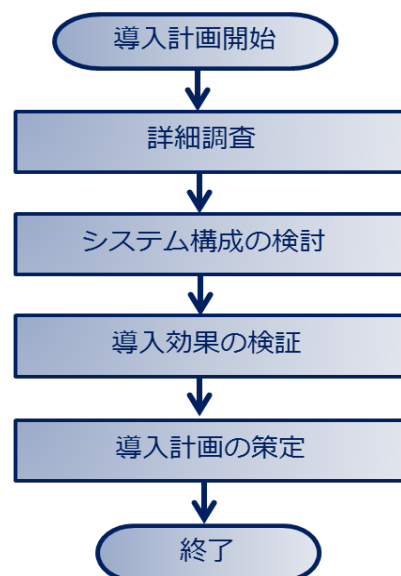 導入計画開始
詳細調査
システム構成の検討
導入効果の検証
導入計画の策定
終了